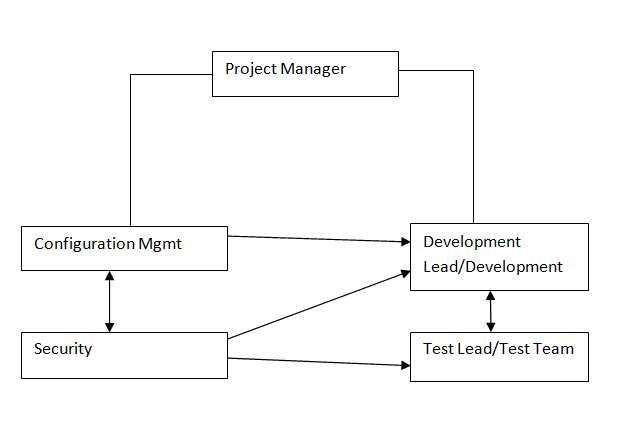 Project Manager
Configuration Mgmt
Development
Lead/Development
Security
Test Lead/Test Team